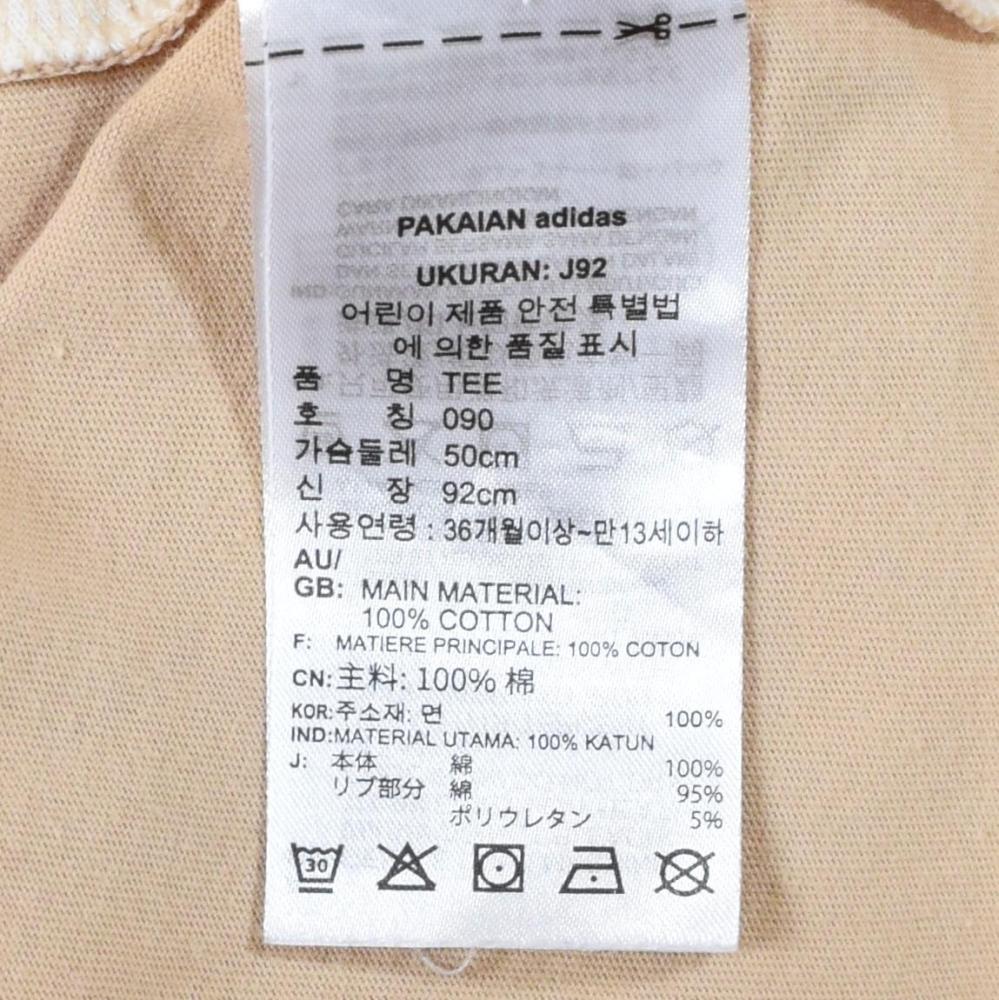 PAKAIAN adidas
UKURAN: J92
어린이 제품 안전 특별법
에 의한 품질 표시
품 명 TEE
호 칭 090
가슴둘레 50cm
신 장 92cm
사용연령 : 36개월이상~만13세이하
AU/
GB: MAIN MATERIAL:
100% COTTON
F: MATIERE PRINCIPALE: 100% COTON
CN: 主料: 100% 棉
KOR: 주소재: 면 100%
IND: MATERIAL UTAMA: 100% KATUN
J: 本体 綿 100%
リブ部分 綿 95%
ポリウレタン 5%
30